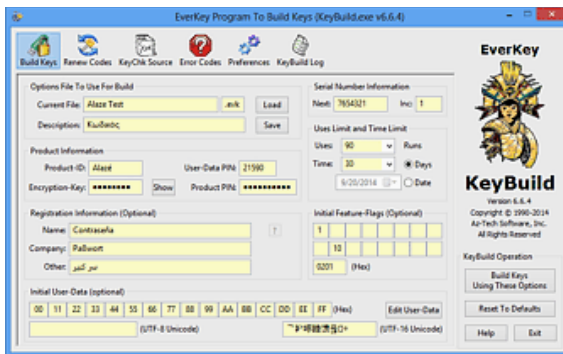 EverKey Program To Build Keys (KeyBuild.exe v6.6.4)
Build Keys Renew Codes KeyChk Source Error Codes Preferences KeyBuild Log
EverKey
Options File To Use For Build
Current File: Alaze Test .mrk Load
Description: Κωδικός Save
Serial Number Information
Next: 7654321 Inc: 1
Uses Limit and Time Limit
Uses: 90 Runs
Time: 30 Days
9/20/2014 Date
Product Information
Product-ID: Alazé User-Data PIN: 21590
Encryption-Key: •••••••• Show Product PIN: ••••••••••
KeyBuild
Version 6.6.4
Copyright © 1990-2014
Az-Tech Software, Inc.
All Rights Reserved
Registration Information (Optional)
Name: Contraseña ?
Company: Paßwort
Other: سر كبير
Initial Feature-Flags (Optional)
1
10
0201 (Hex)
KeyBuild Operation
Build Keys
Using These Options
Reset To Defaults
Help Exit
Initial User-Data (optional)
00 11 22 33 44 55 66 77 88 99 AA BB CC DD EE FF (Hex) Edit User-Data
(UTF-8 Unicode) (UTF-16 Unicode)